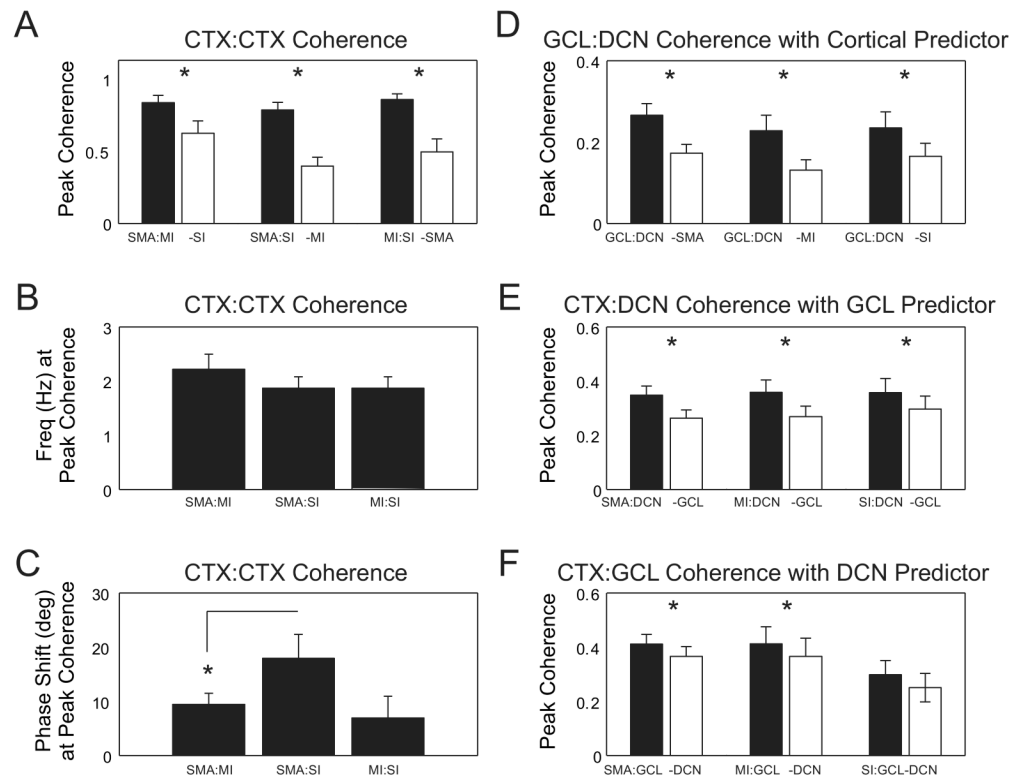 A
CTX:CTX Coherence
Peak Coherence
1
0.5
0
* * *
SMA:MI -SI SMA:SI -MI MI:SI -SMA
B
CTX:CTX Coherence
Freq (Hz) at
Peak Coherence
3
2
1
0
SMA:MI SMA:SI MI:SI
C
CTX:CTX Coherence
Phase Shift (deg)
at Peak Coherence
30
20
10
0
*
SMA:MI SMA:SI MI:SI
D
GCL:DCN Coherence with Cortical Predictor
Peak Coherence
0.4
0.2
0
* * *
GCL:DCN -SMA GCL:DCN -MI GCL:DCN -SI
E
CTX:DCN Coherence with GCL Predictor
Peak Coherence
0.6
0.4
0.2
0
* * *
SMA:DCN -GCL MI:DCN -GCL SI:DCN -GCL
F
CTX:GCL Coherence with DCN Predictor
Peak Coherence
0.6
0.4
0.2
0
* *
SMA:GCL -DCN MI:GCL -DCN SI:GCL-DCN